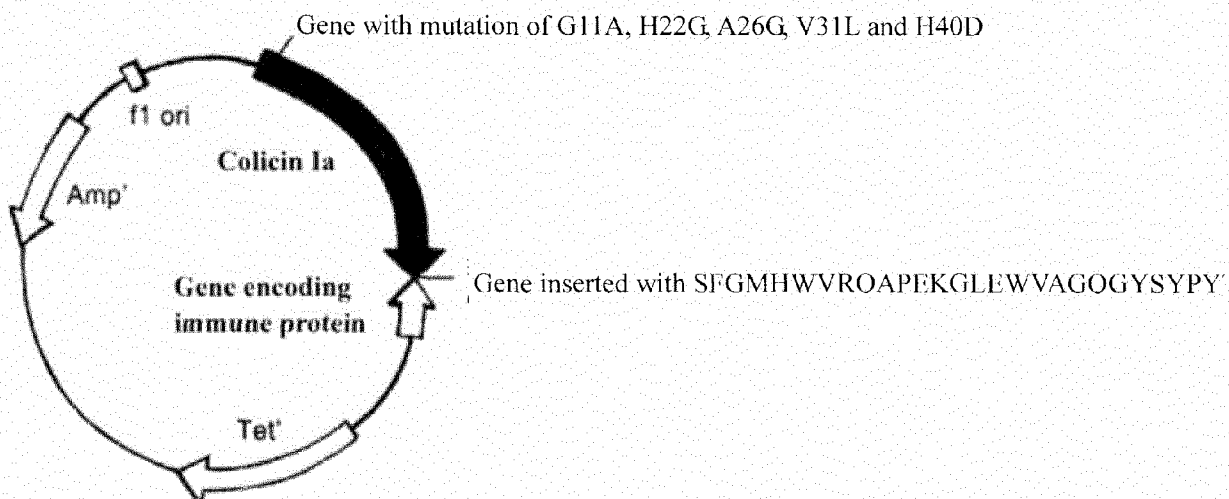 Gene with mutation of G11A, H22G, A26G, V31L and H40D
f1 ori
Colicin Ia
Amp'
Gene encoding
immune protein
Gene inserted with SFGMHWVROAPEKGLEWVAGOGYSYPY'
Tet'